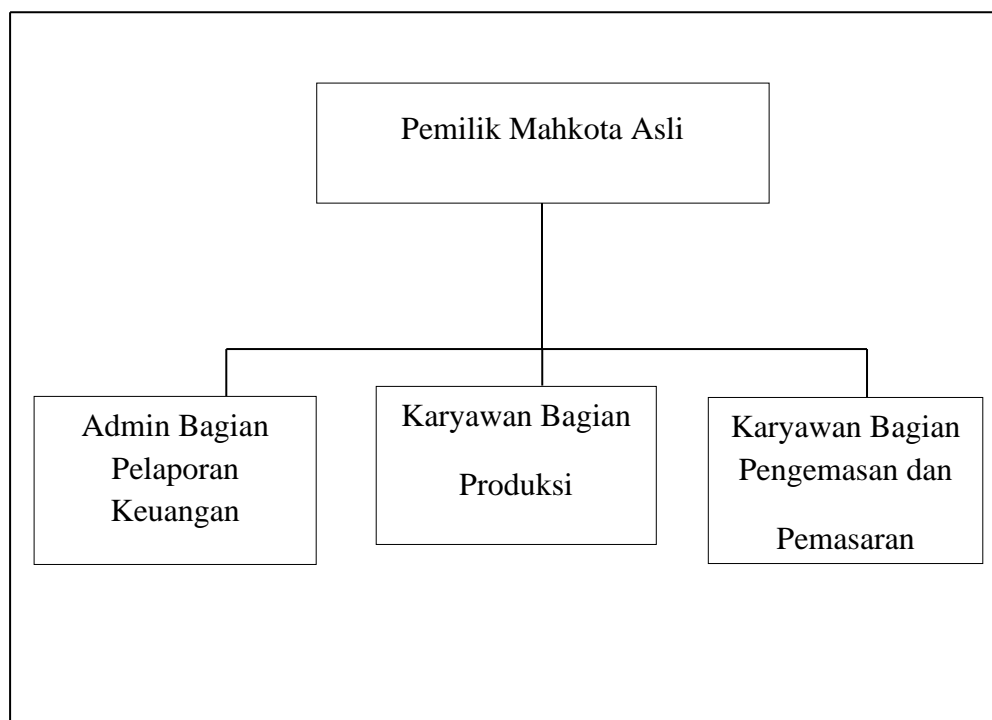 Pemilik Mahkota Asli
Admin Bagian
Pelaporan
Keuangan
Karyawan Bagian
Produksi
Karyawan Bagian
Pengemasan dan
Pemasaran